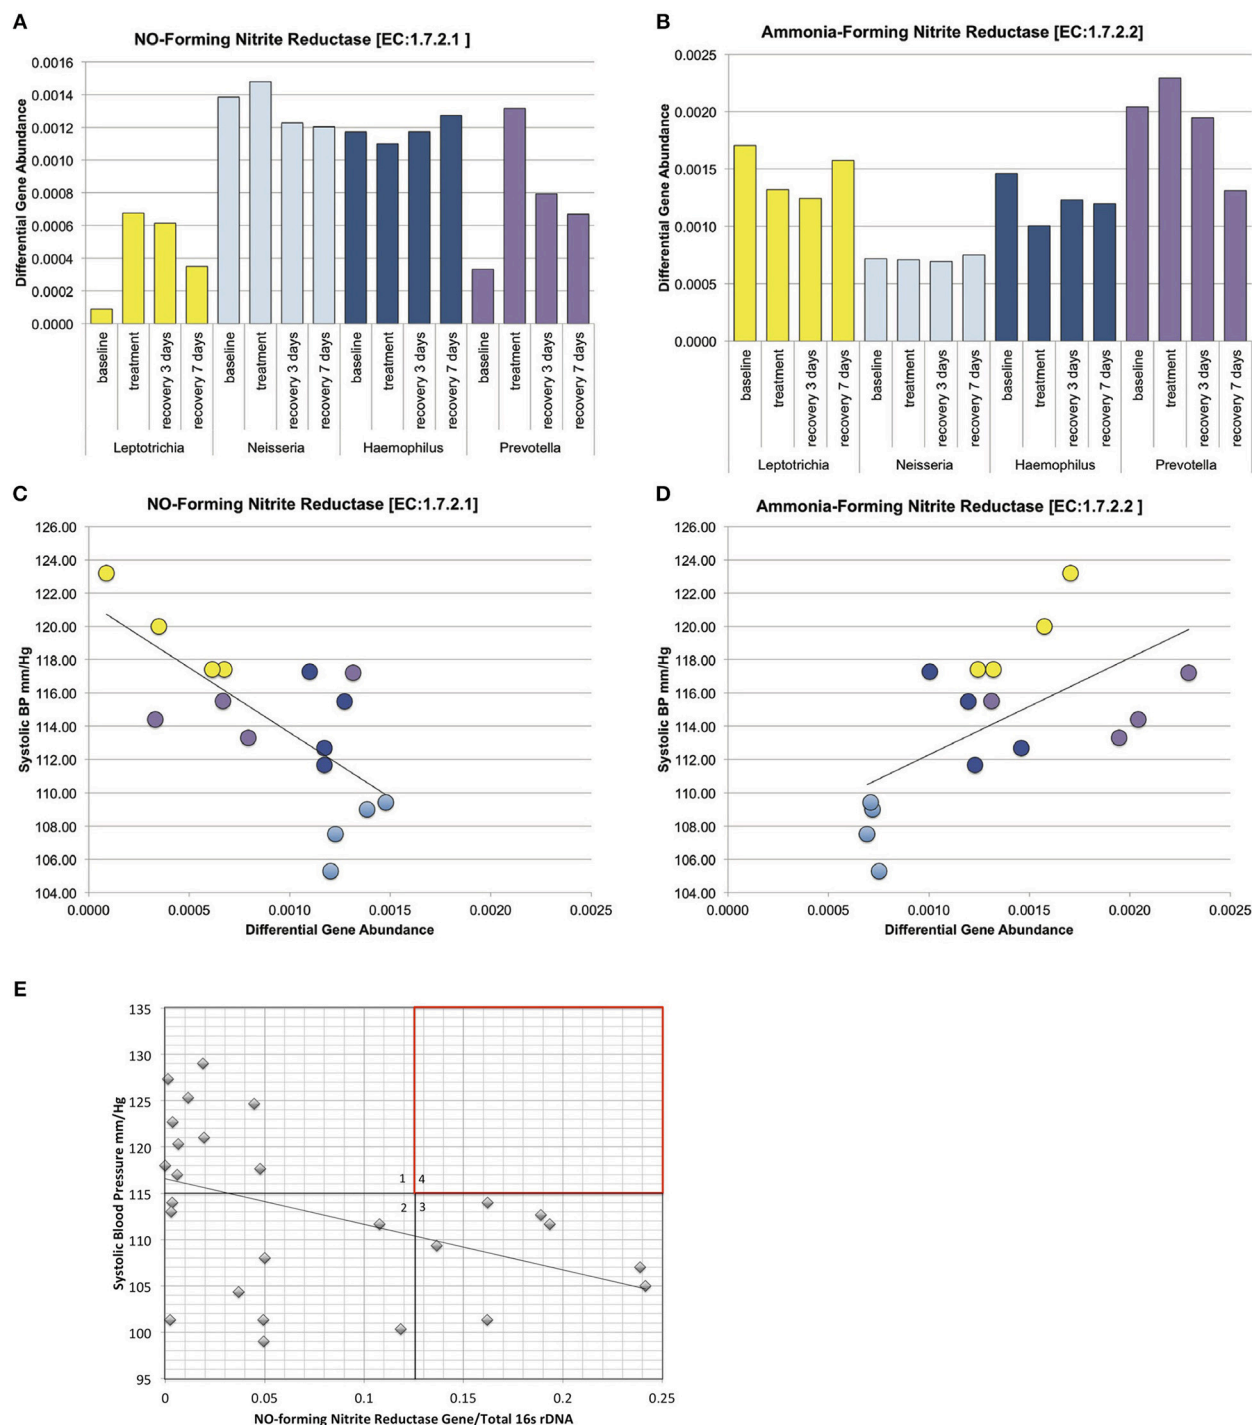 A
NO-Forming Nitrite Reductase [EC:1.7.2.1 ]
Differential Gene Abundance
0.0016
0.0014
0.0012
0.0010
0.0008
0.0006
0.0004
0.0002
0.0000
baseline
treatment
recovery 3 days
recovery 7 days
baseline
treatment
recovery 3 days
recovery 7 days
baseline
treatment
recovery 3 days
recovery 7 days
baseline
treatment
recovery 3 days
recovery 7 days
Leptotrichia Neisseria Haemophilus Prevotella
B
Ammonia-Forming Nitrite Reductase [EC:1.7.2.2]
Differential Gene Abundance
0.0025
0.0020
0.0015
0.0010
0.0005
0.0000
baseline
treatment
recovery 3 days
recovery 7 days
baseline
treatment
recovery 3 days
recovery 7 days
baseline
treatment
recovery 3 days
recovery 7 days
baseline
treatment
recovery 3 days
recovery 7 days
Leptotrichia Neisseria Haemophilus Prevotella
C
NO-Forming Nitrite Reductase [EC:1.7.2.1]
Systolic BP mm/Hg
126.00
124.00
122.00
120.00
118.00
116.00
114.00
112.00
110.00
108.00
106.00
104.00
0.0000 0.0005 0.0010 0.0015 0.0020 0.0025
Differential Gene Abundance
D
Ammonia-Forming Nitrite Reductase [EC:1.7.2.2 ]
Systolic BP mm/Hg
126.00
124.00
122.00
120.00
118.00
116.00
114.00
112.00
110.00
108.00
106.00
104.00
0.0000 0.0005 0.0010 0.0015 0.0020 0.0025
Differential Gene Abundance
E
Systolic Blood Pressure mm/Hg
135
130
125
120
115
110
105
100
95
1 4
2 3
0 0.05 0.1 0.15 0.2 0.25
NO-forming Nitrite Reductase Gene/Total 16s rDNA